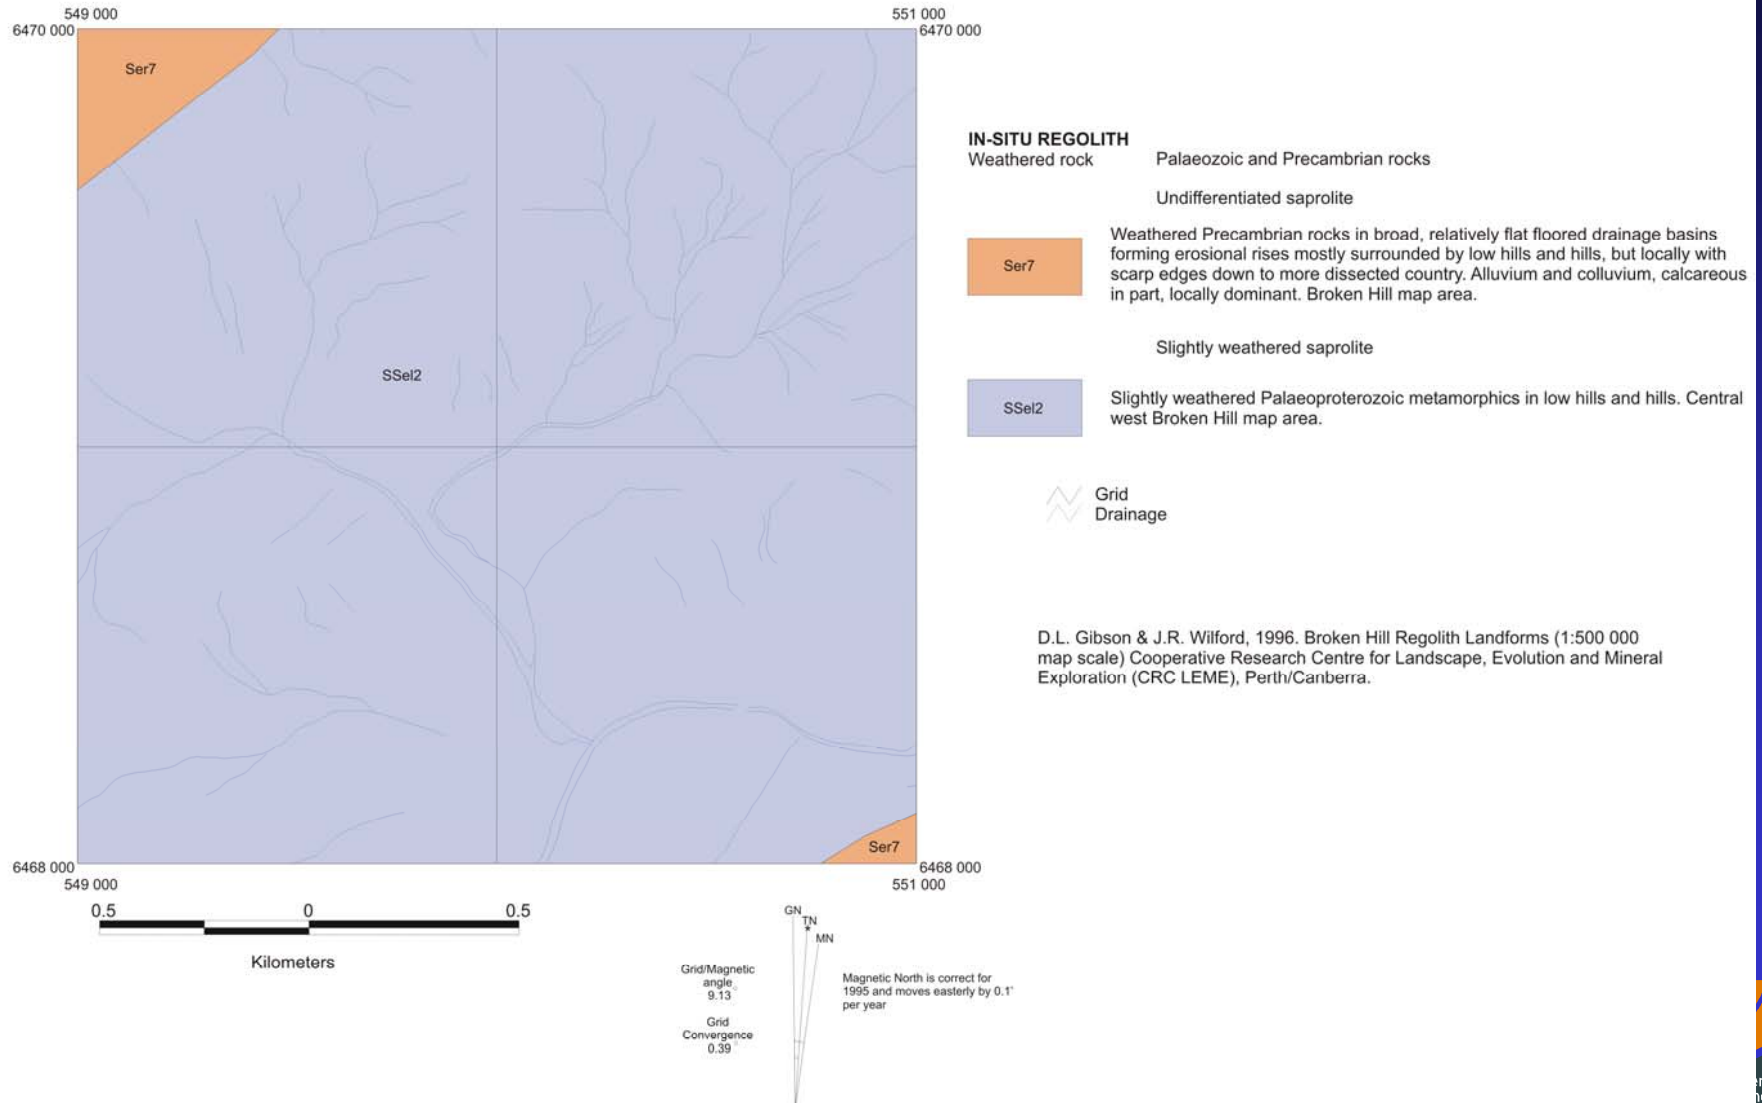 549 000
551 000
6470 000
6470 000
Ser7
SSel2
Ser7
6468 000
6468 000
549 000
551 000
0.5 0 0.5
Kilometers
GN
TN
MN
Grid/Magnetic
angle
9.13
Grid
Convergence
0.39
Magnetic North is correct for
1995 and moves easterly by 0.1°
per year
IN-SITU REGOLITH
Weathered rock
Palaeozoic and Precambrian rocks
Undifferentiated saprolite
Ser7
Weathered Precambrian rocks in broad, relatively flat floored drainage basins
forming erosional rises mostly surrounded by low hills and hills, but locally with
scarp edges down to more dissected country. Alluvium and colluvium, calcareous
in part, locally dominant. Broken Hill map area.
Slightly weathered saprolite
SSel2
Slightly weathered Palaeoproterozoic metamorphics in low hills and hills. Central
west Broken Hill map area.
Grid
Drainage
D.L. Gibson & J.R. Wilford, 1996. Broken Hill Regolith Landforms (1:500 000
map scale) Cooperative Research Centre for Landscape, Evolution and Mineral
Exploration (CRC LEME), Perth/Canberra.